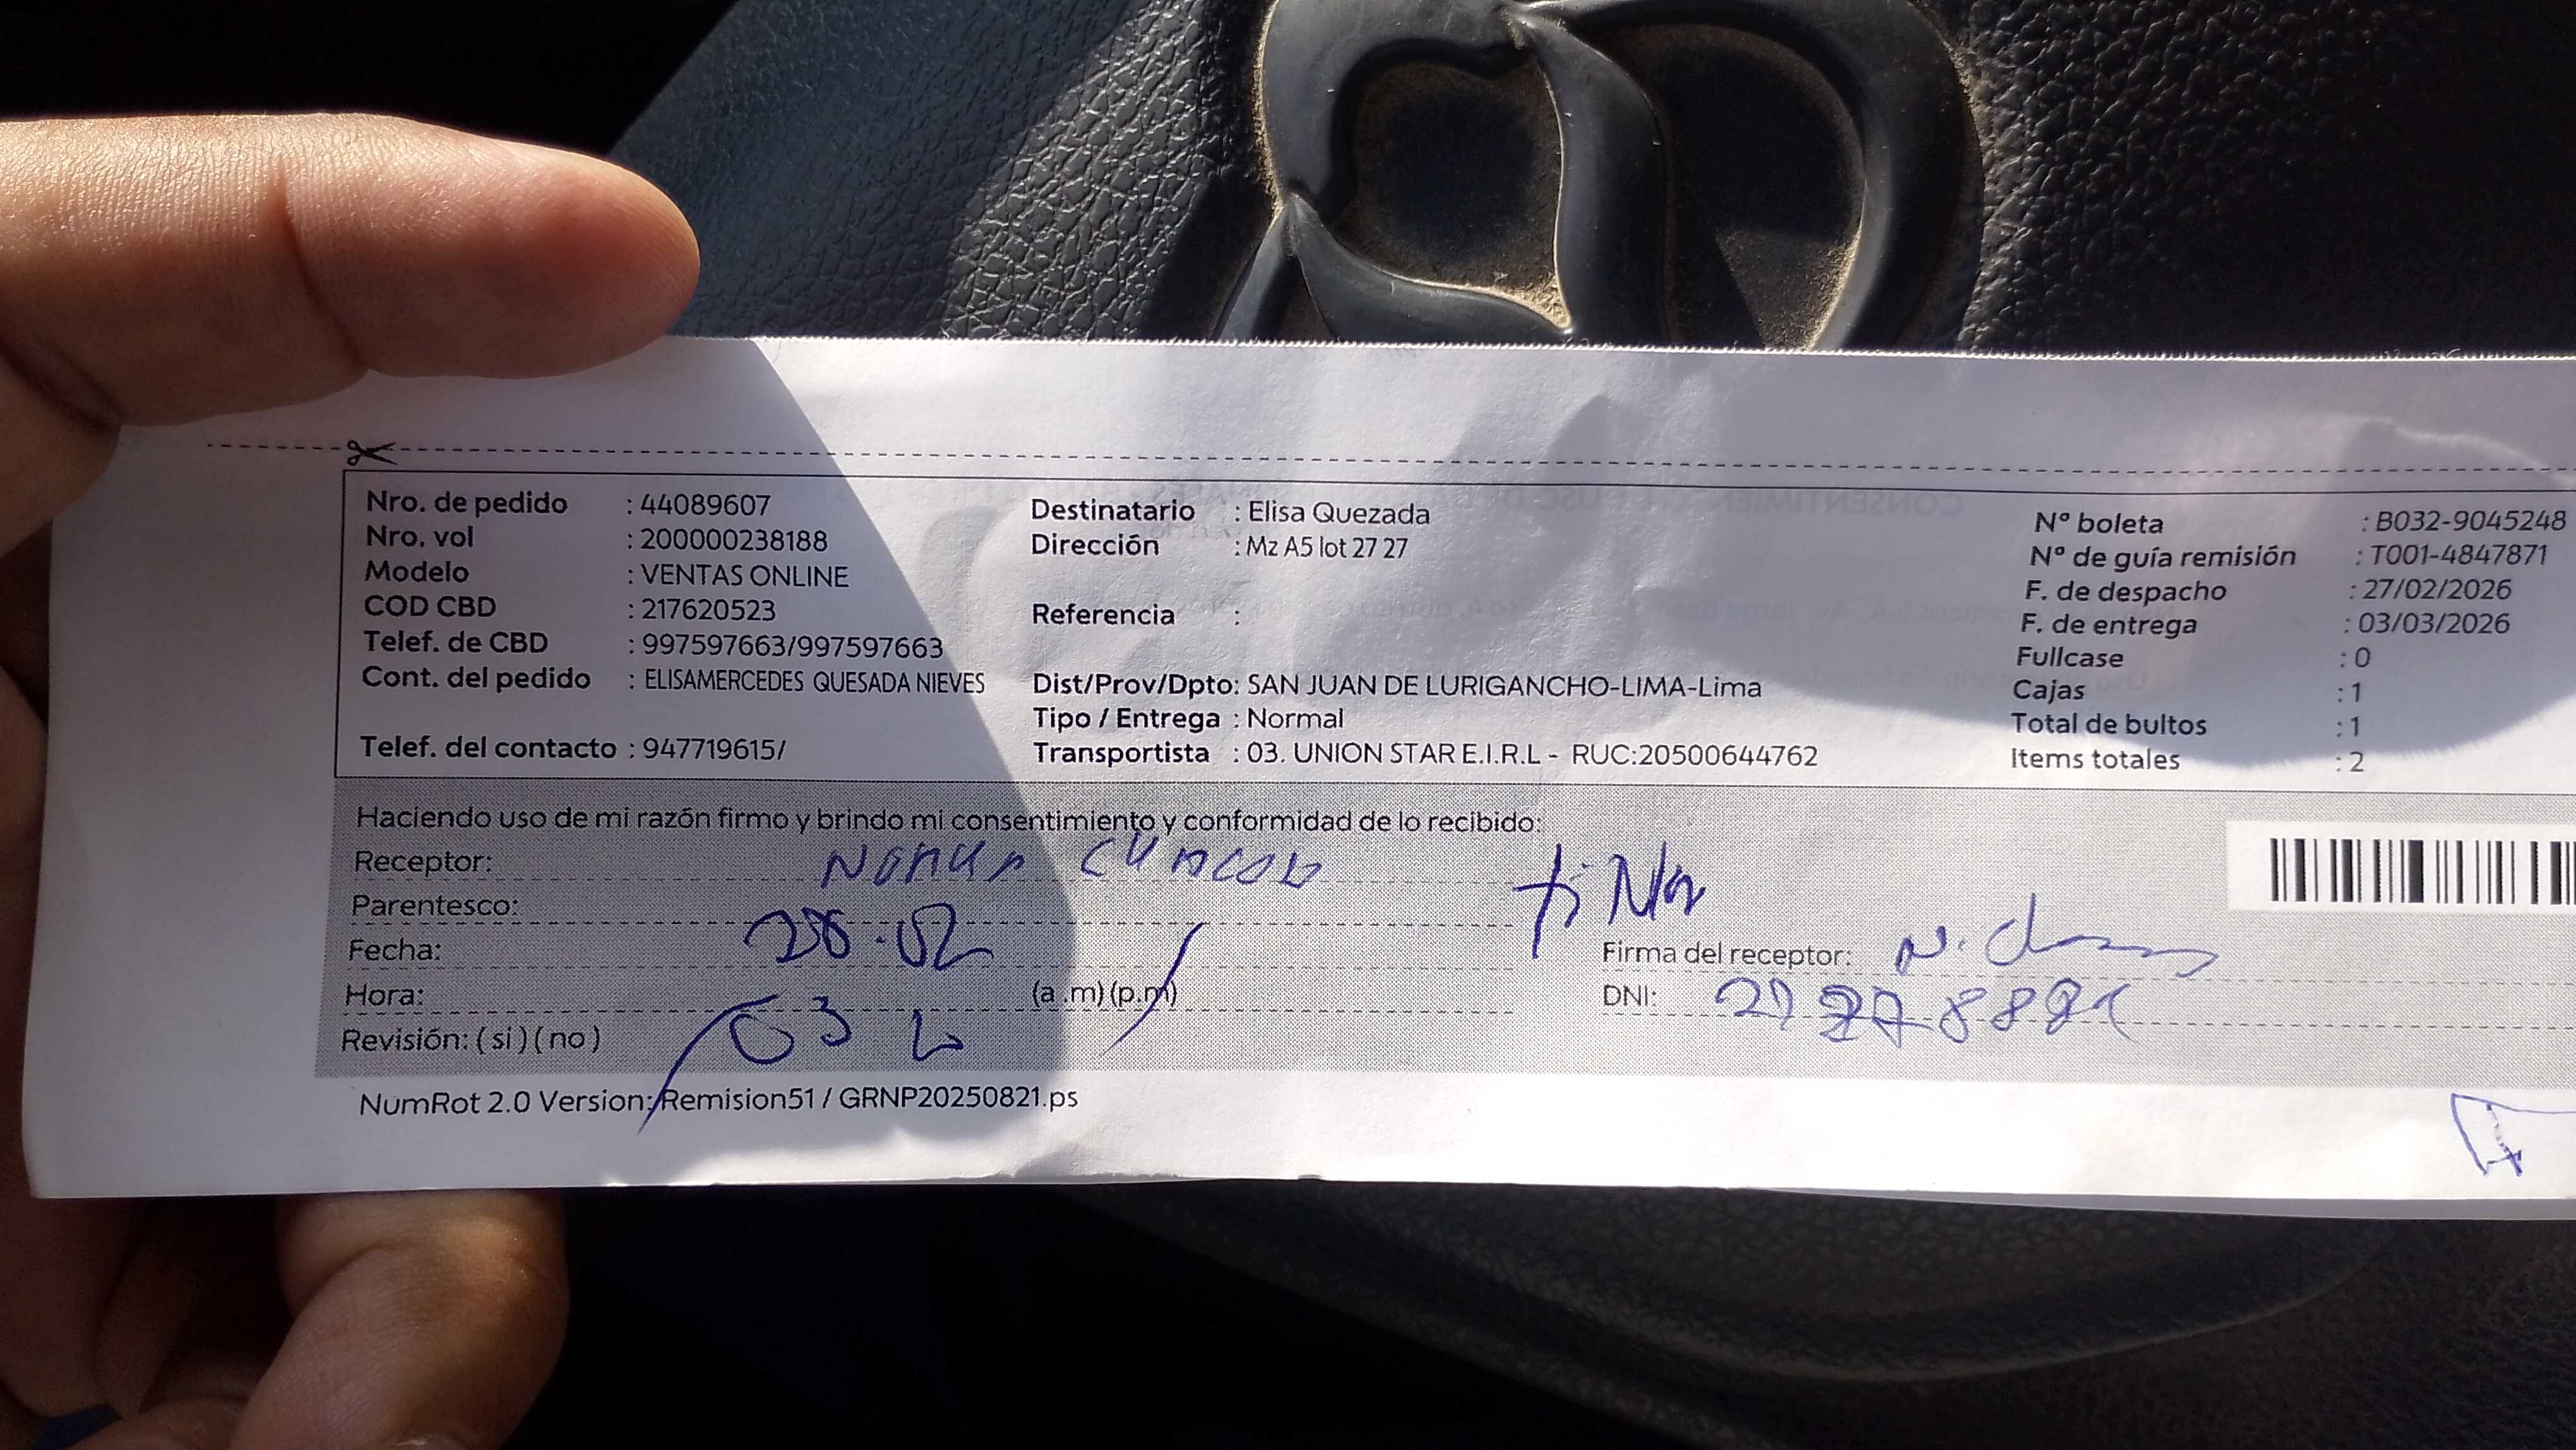 Nro. de pedido : 44089607
Nro. vol : 200000238188
Modelo : VENTAS ONLINE
COD CBD : 217620523
Telef. de CBD : 997597663/997597663
Cont. del pedido : ELISAMERCEDES QUESADA NIEVES
Telef. del contacto : 947719615/
Destinatario : Elisa Quezada
Dirección : Mz A5 lot 27 27
Referencia :
Dist/Prov/Dpto: SAN JUAN DE LURIGANCHO-LIMA-Lima
Tipo / Entrega : Normal
Transportista : 03. UNION STAR E.I.R.L - RUC:20500644762
Nº boleta : B032-9045248
Nº de guía remisión : T001-4847871
F. de despacho : 27/02/2026
F. de entrega : 03/03/2026
Fullcase : 0
Cajas : 1
Total de bultos : 1
Items totales : 2
Haciendo uso de mi razón firmo y brindo mi consentimiento y conformidad de lo recibido:
Receptor:
Parentesco:
Fecha: 28.02
Hora: (a .m) (p.m)
Revisión: ( si ) ( no )
Firma del receptor:
DNI:
NumRot 2.0 Version: Remision51 / GRNP20250821.ps